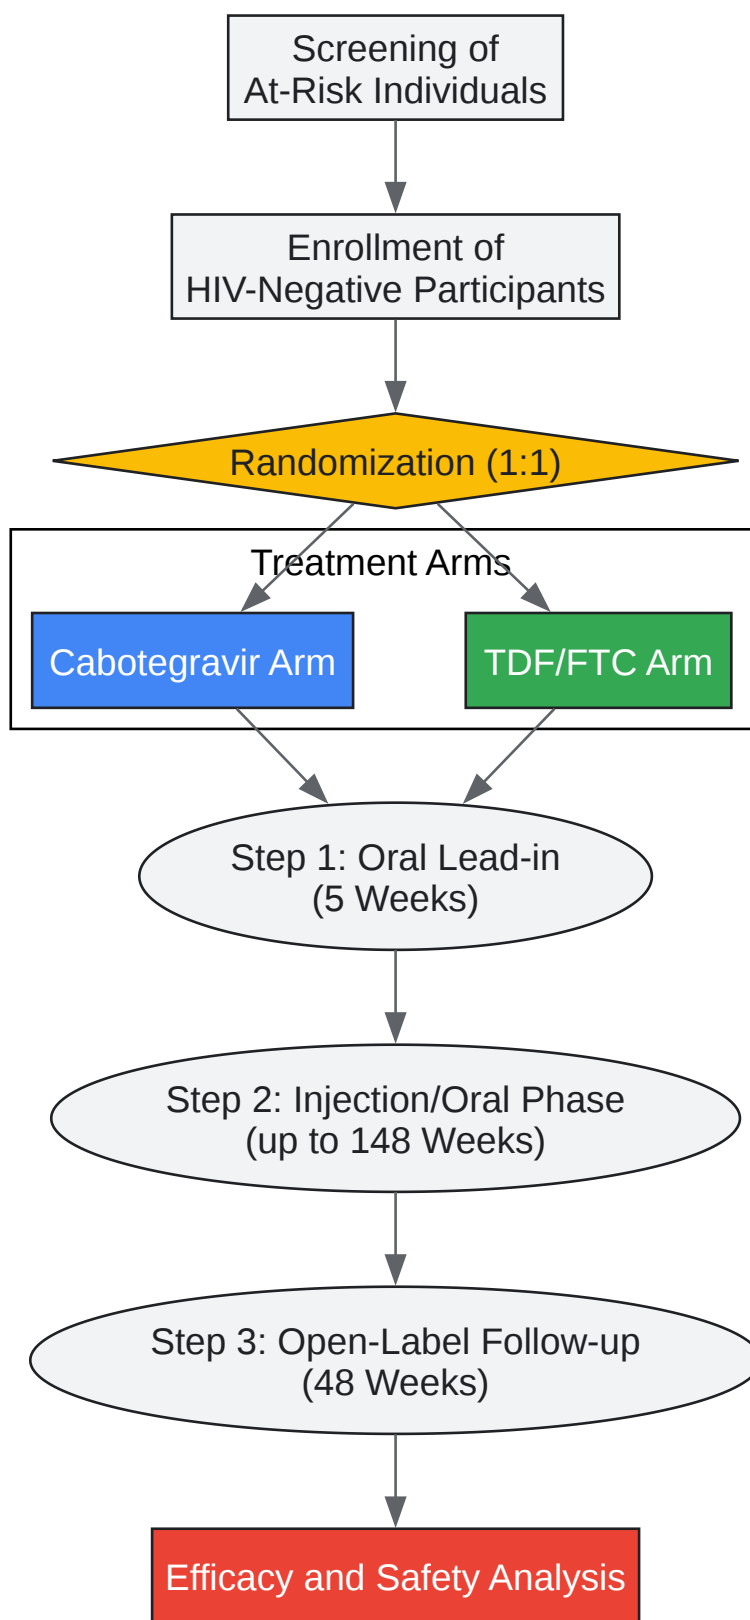 Screening of
At-Risk Individuals
Enrollment of
HIV-Negative Participants
Randomization (1:1)
Treatment Arms
Cabotegravir Arm
TDF/FTC Arm
Step 1: Oral Lead-in
(5 Weeks)
Step 2: Injection/Oral Phase
(up to 148 Weeks)
Step 3: Open-Label Follow-up
(48 Weeks)
Efficacy and Safety Analysis